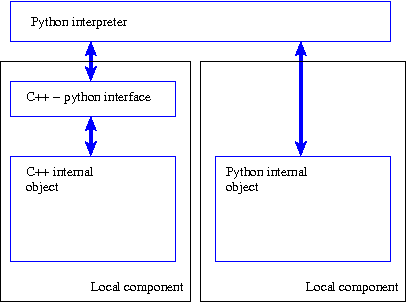 Python interpreter
C++ – python interface
C++ internal
object
Python internal
object
Local component
Local component